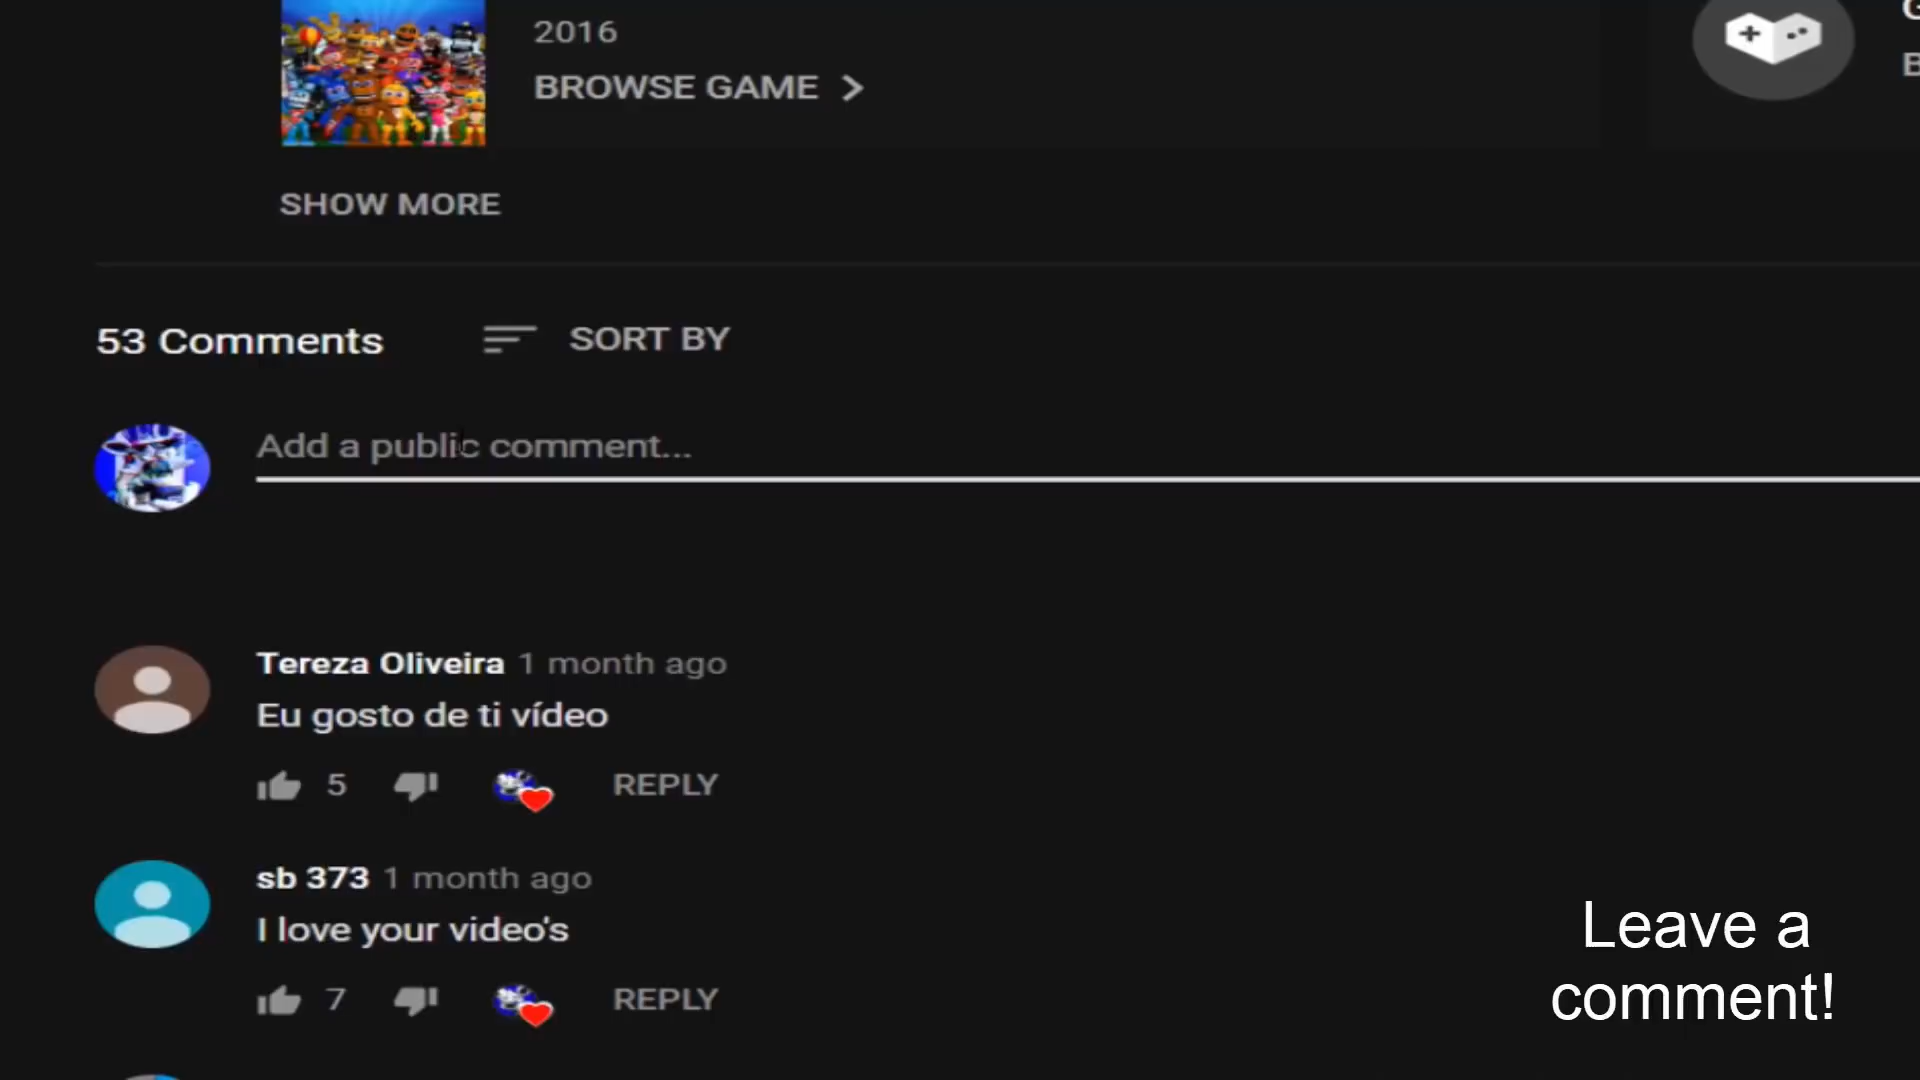 2016
BROWSE GAME
SHOW MORE
53 Comments
SORT BY
Add a public comment...
Tereza Oliveira 1 month ago
Eu gosto de ti vídeo
5
REPLY
sb 373 1 month ago
I love your video's
7
REPLY
Leave a
comment!